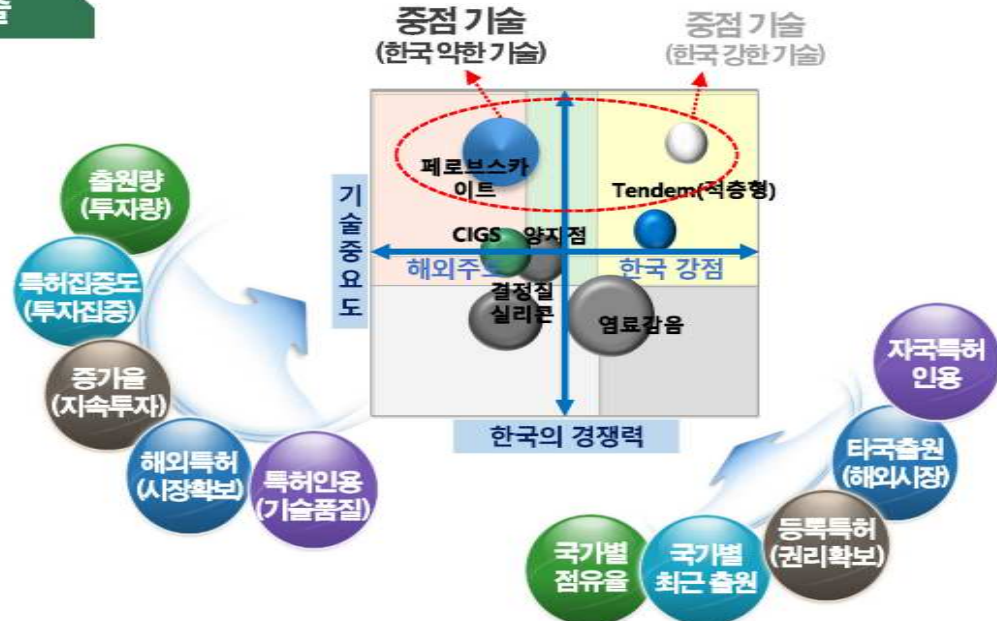 술
중점 기술
(한국 약한 기술)
중점 기술
(한국 강한 기술)
출원량
(투자량)
특허집중도
(투자집중)
증가율
(지속투자)
해외특허
(시장확보)
특허인용
(기술품질)
기술중요도
페로브스카
이트
Tendem(적층형)
CIGS
양자점
해외주도
한국 강점
결정질
실리콘
염료감응
한국의 경쟁력
자국특허
인용
타국출원
(해외시장)
등록특허
(권리확보)
국가별
최근 출원
국가별
점유율